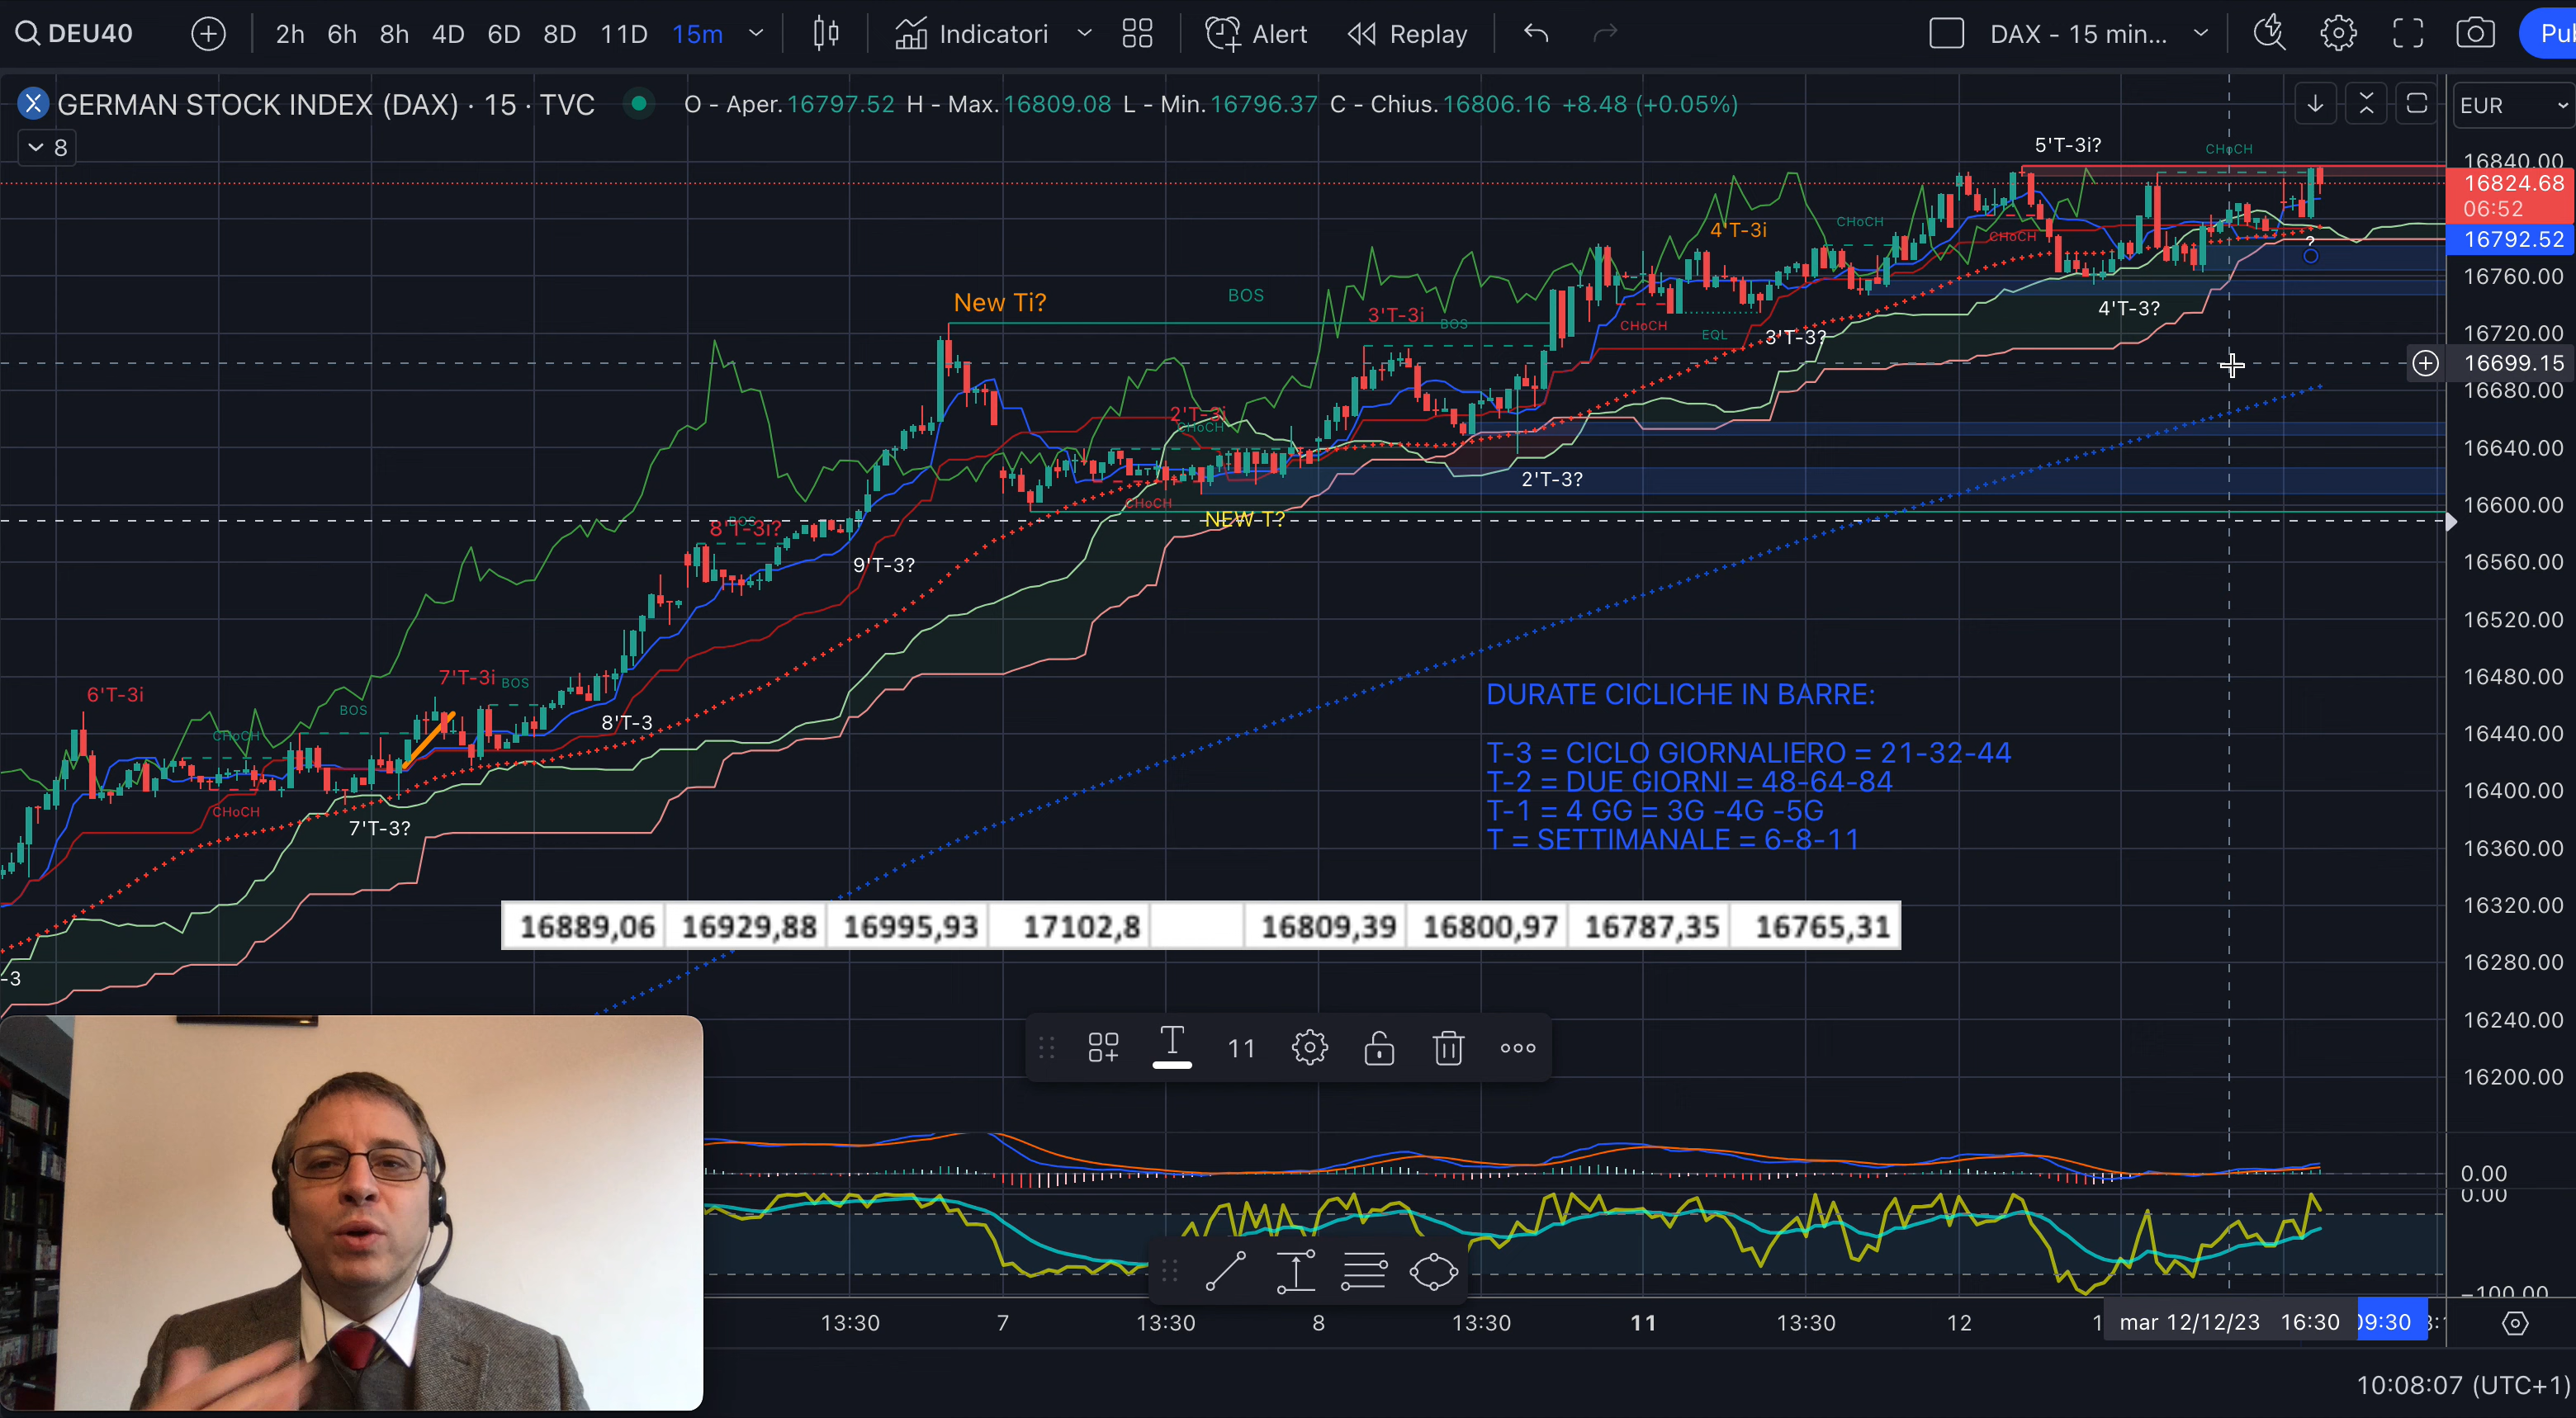 DEU40 2h 6h 8h 4D 6D 8D 11D 15m Indicatori Alert Replay DAX - 15 min... Pub
GERMAN STOCK INDEX (DAX) · 15 · TVC O - Aper.16797.52 H - Max.16809.08 L - Min.16796.37 C - Chius.16806.16 +8.48 (+0.05%) EUR
8
5'T-3i? CHoCH
16840.00
16824.68
06:52
4'T-3i CHoCH CHoCH 16792.52
?
16760.00
New Ti? BOS 3'T-3i BOS CHoCH EQL 3'T-3? 4'T-3?
16720.00
16699.15
16680.00
2'T-3i CHoCH
16640.00
2'T-3?
CHoCH 16600.00
8'T-3i? BOS NEW T?
9'T-3? 16560.00
16520.00
6'T-3i 7'T-3i BOS 16480.00
BOS
8'T-3
CHoCH 16440.00
DURATE CICLICHE IN BARRE:
T-3 = CICLO GIORNALIERO = 21-32-44
T-2 = DUE GIORNI = 48-64-84
T-1 = 4 GG = 3G -4G -5G
T = SETTIMANALE = 6-8-11
16400.00
CHoCH
7'T-3?
16360.00
16320.00
16889,06 16929,88 16995,93 17102,8 16809,39 16800,97 16787,35 16765,31
-3 16280.00
16240.00
11
16200.00
0.00
0.00
-100.00
13:30 7 13:30 8 13:30 11 13:30 12 mar 12/12/23 16:30 09:30
10:08:07 (UTC+1)